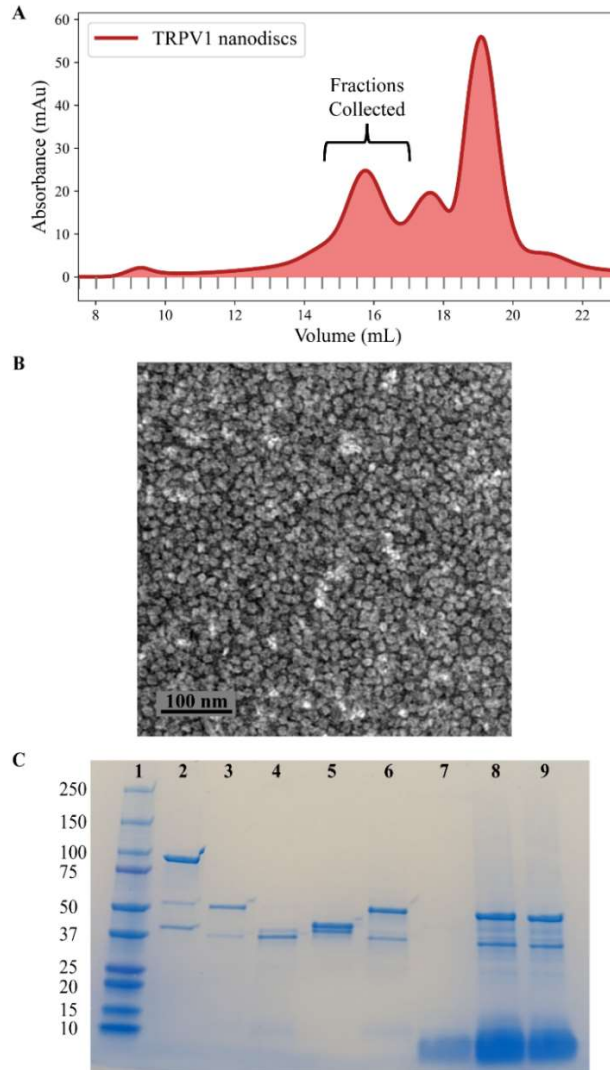 A
TRPV1 nanodiscs
Fractions
Collected
Absorbance (mAu)
60
50
40
30
20
10
0
8 10 12 14 16 18 20 22
Volume (mL)
B
100 nm
C
1 2 3 4 5 6 7 8 9
250
150
100
75
50
37
25
20
15
10